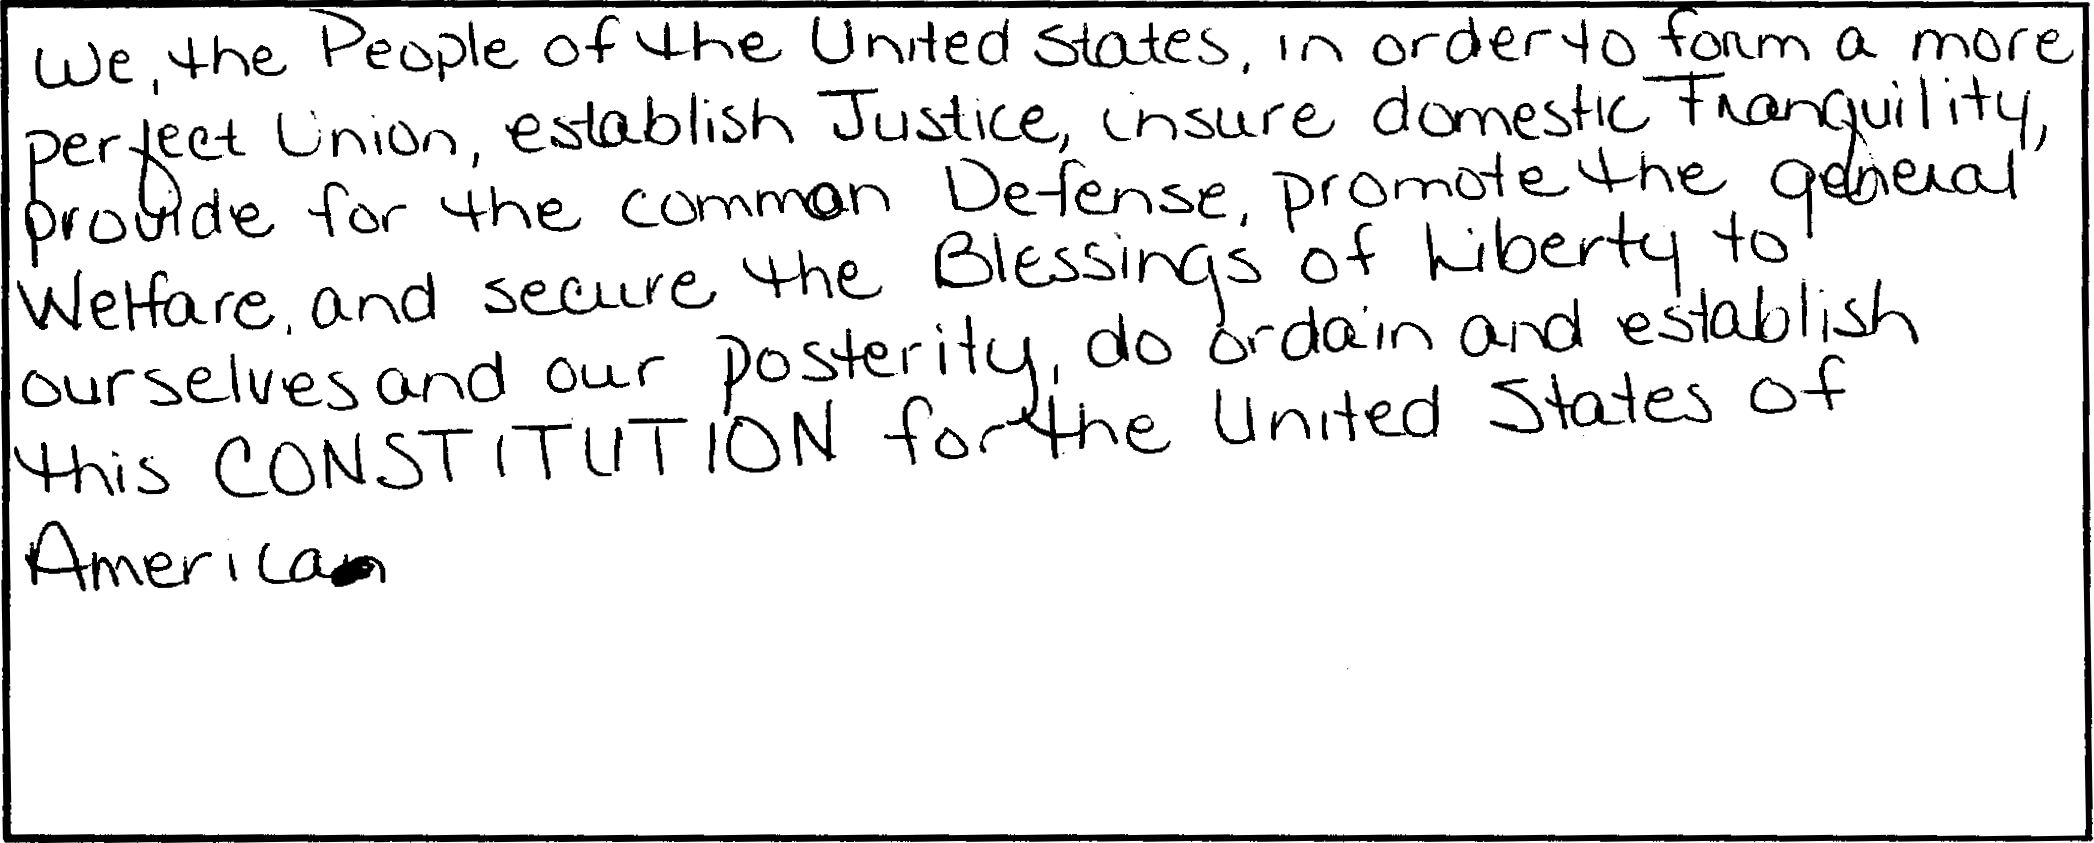 We, the People of the United States, in order to form a more
perfect Union, establish Justice, insure domestic Tranquility,
provide for the common Defense, promote the general
Welfare, and secure the Blessings of Liberty to
ourselves and our posterity, do ordain and establish
this CONSTITUTION for the United States of
America